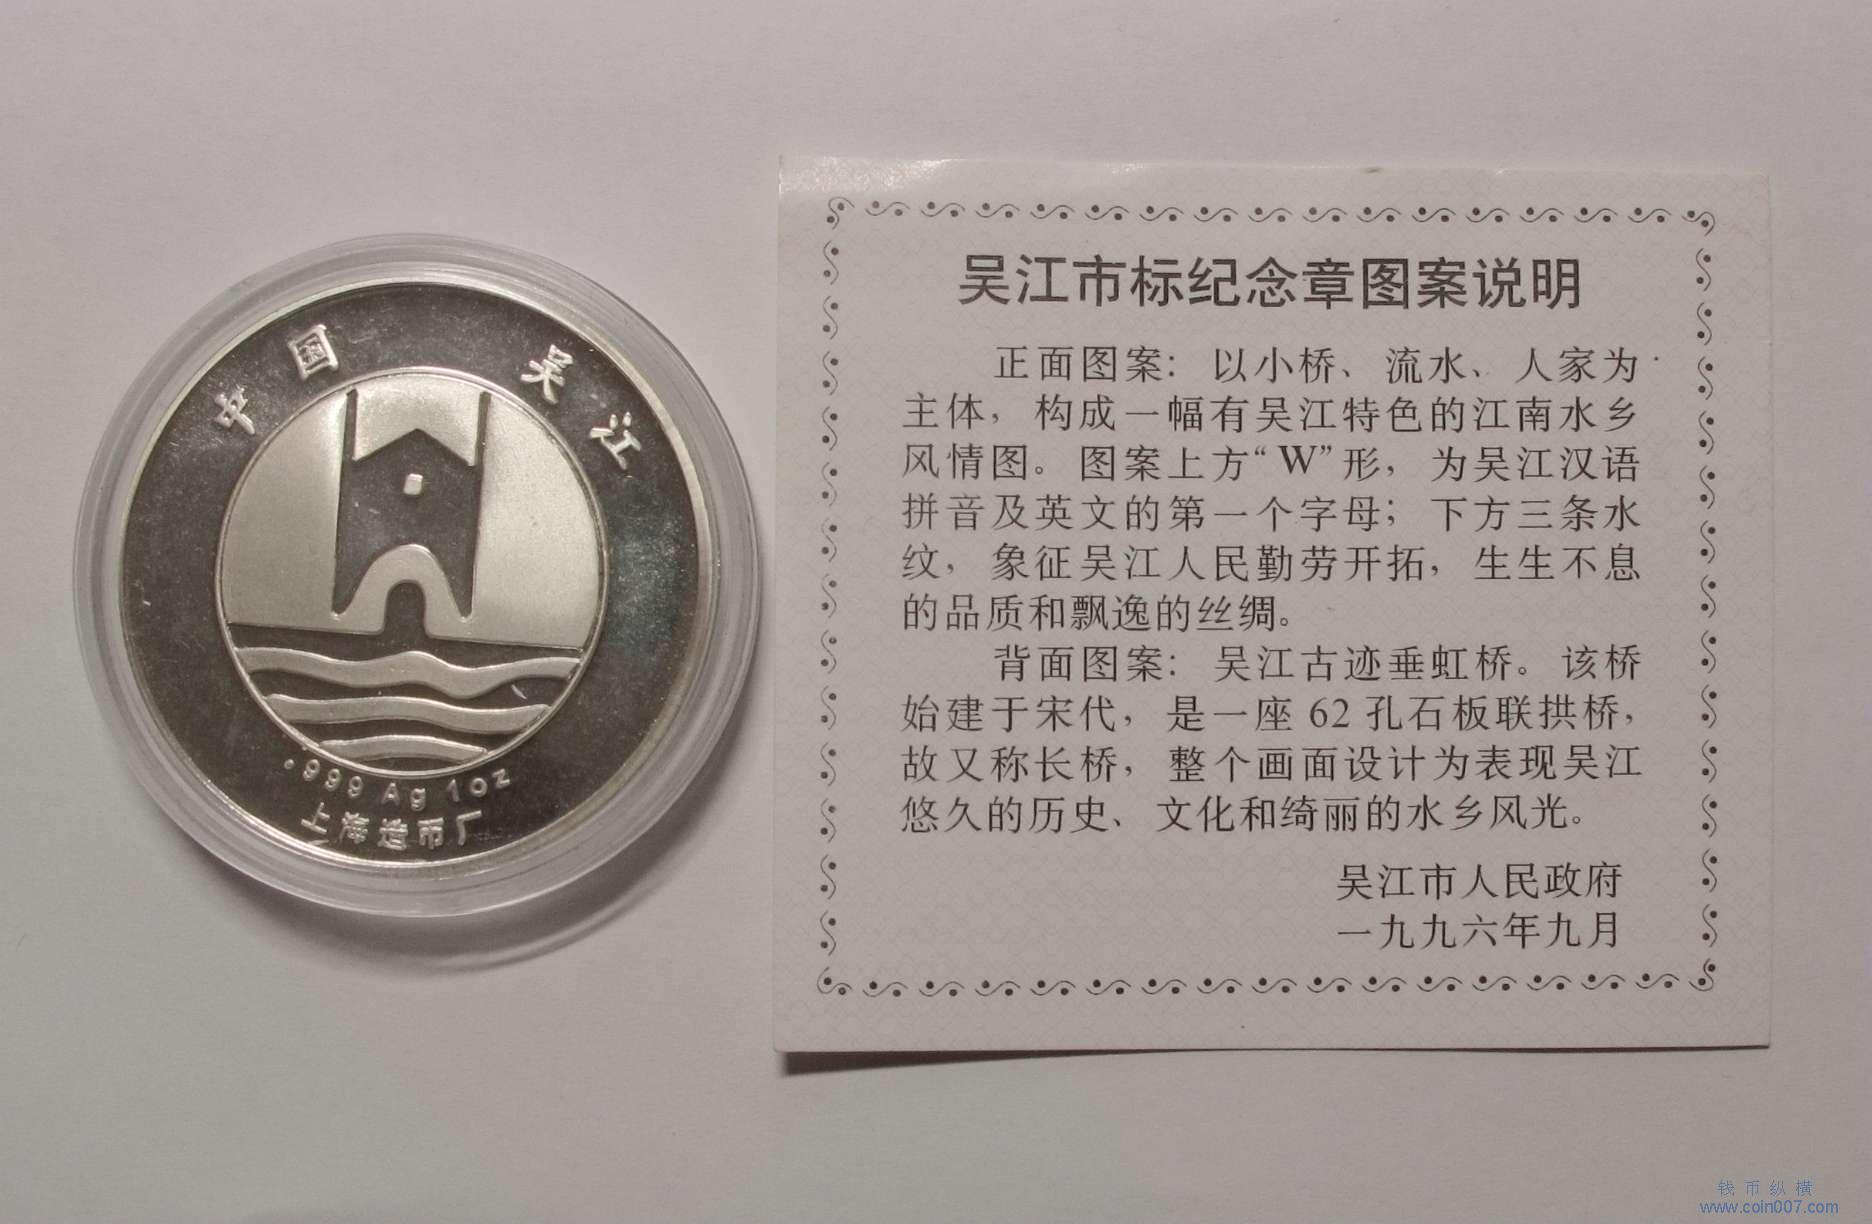 中国 吴江
.999 Ag 1oz
上海造币厂
吴江市标纪念章图案说明
正面图案：以小桥、流水、人家为
主体，构成一幅有吴江特色的江南水乡
风情图。图案上方“W”形，为吴江汉语
拼音及英文的第一个字母；下方三条水
纹，象征吴江人民勤劳开拓，生生不息
的品质和飘逸的丝绸。
背面图案：吴江古迹垂虹桥。该桥
始建于宋代，是一座62孔石板联拱桥，
故又称长桥，整个画面设计为表现吴江
悠久的历史、文化和绮丽的水乡风光。
吴江市人民政府
一九九六年九月
钱币纵横
www.coin007.com